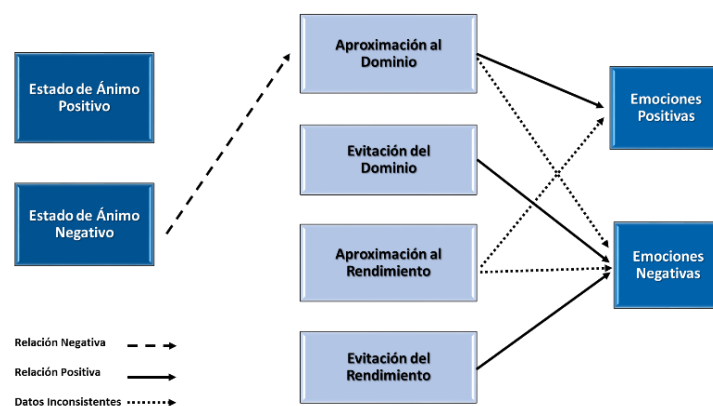 Estado de Ánimo
Positivo
Estado de Ánimo
Negativo
Aproximación al
Dominio
Evitación del
Dominio
Aproximación al
Rendimiento
Evitación del
Rendimiento
Emociones
Positivas
Emociones
Negativas
Relación Negativa
Relación Positiva
Datos Inconsistentes